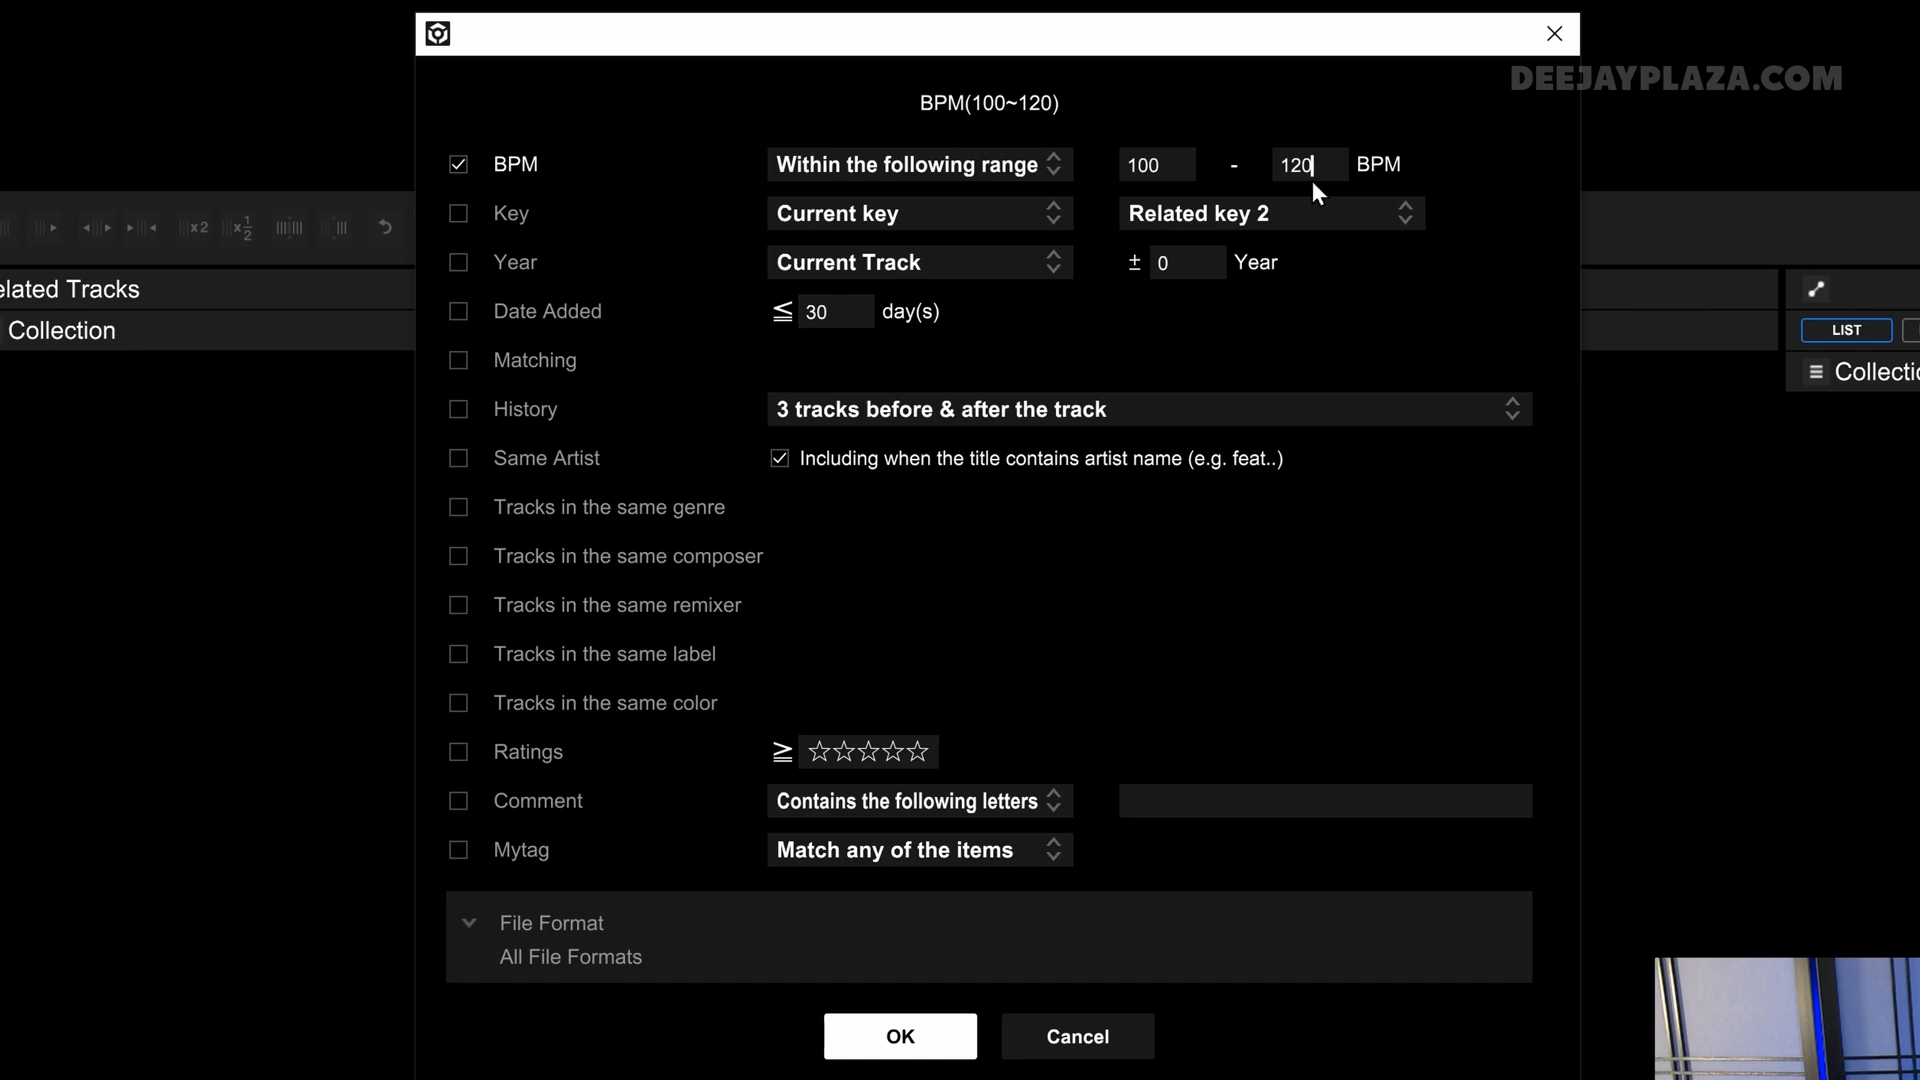 DEEJAYPLAZA.COM
BPM(100~120)
BPM Within the following range 100 - 120 BPM
Key Current key Related key 2
Year Current Track ± 0 Year
Date Added ≦ 30 day(s)
Matching
History 3 tracks before & after the track
Same Artist Including when the title contains artist name (e.g. feat..)
Tracks in the same genre
Tracks in the same composer
Tracks in the same remixer
Tracks in the same label
Tracks in the same color
Ratings ≧ ☆☆☆☆☆
Comment Contains the following letters
Mytag Match any of the items
File Format
All File Formats
OK Cancel
x2 x1/2
elated Tracks
Collection
LIST
Collectio